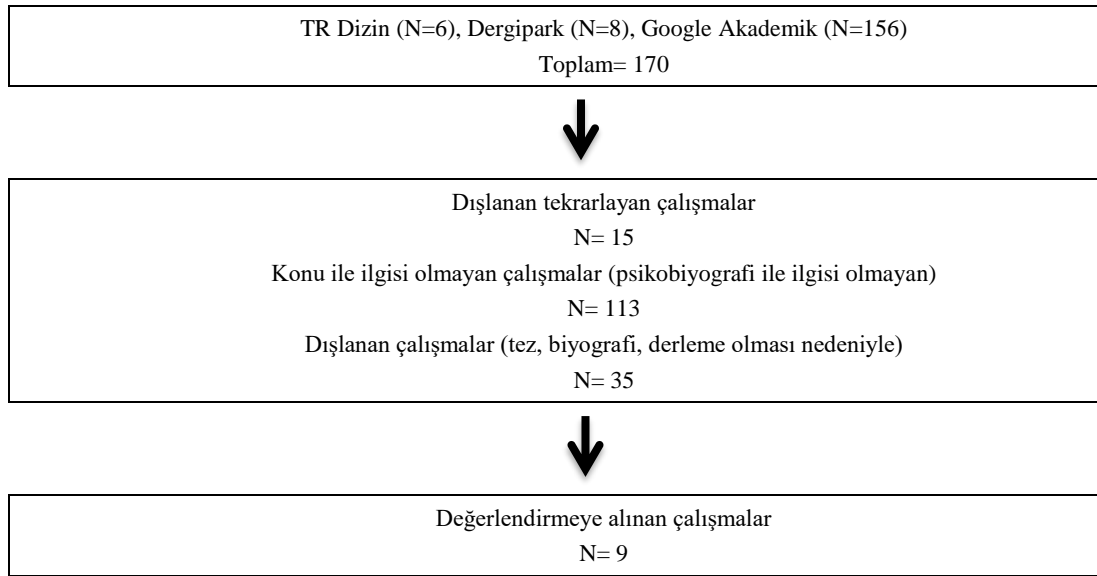 TR Dizin (N=6), Dergipark (N=8), Google Akademik (N=156)
Toplam= 170
Dışlanan tekrarlayan çalışmalar
N= 15
Konu ile ilgisi olmayan çalışmalar (psikobiyografi ile ilgisi olmayan)
N= 113
Dışlanan çalışmalar (tez, biyografi, derleme olması nedeniyle)
N= 35
Değerlendirmeye alınan çalışmalar
N= 9